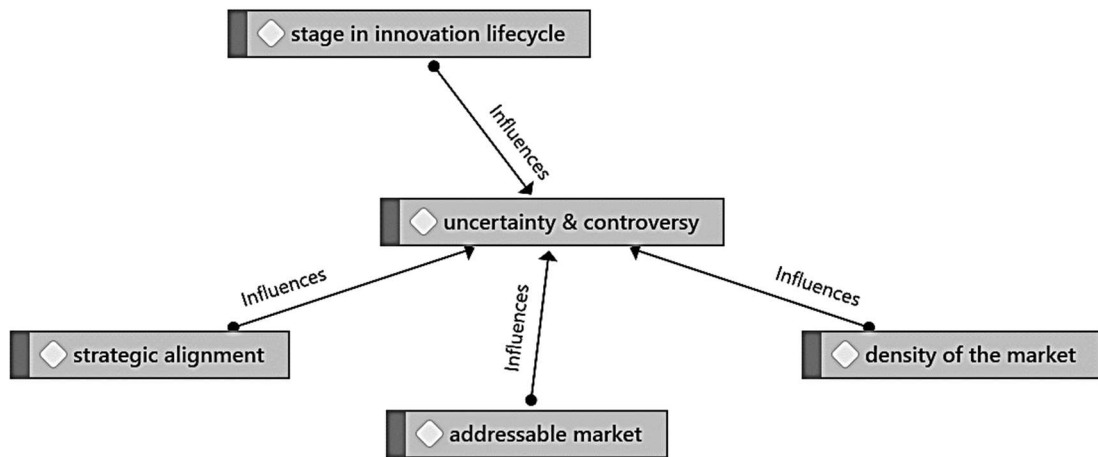 stage in innovation lifecycle
Influences
uncertainty & controversy
Influences
Influences
Influences
strategic alignment
density of the market
addressable market